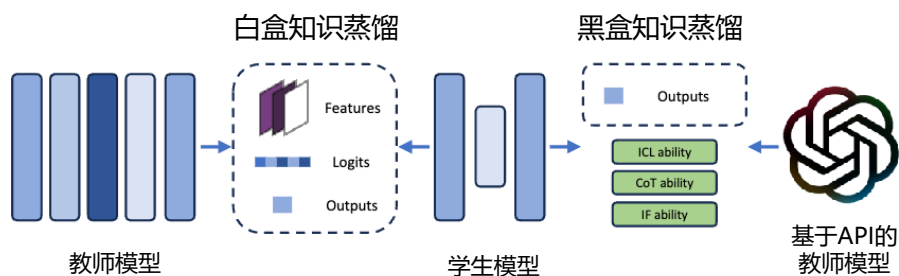 白盒知识蒸馏
黑盒知识蒸馏
Features
Logits
Outputs
Outputs
ICL ability
CoT ability
IF ability
教师模型
学生模型
基于API的
教师模型